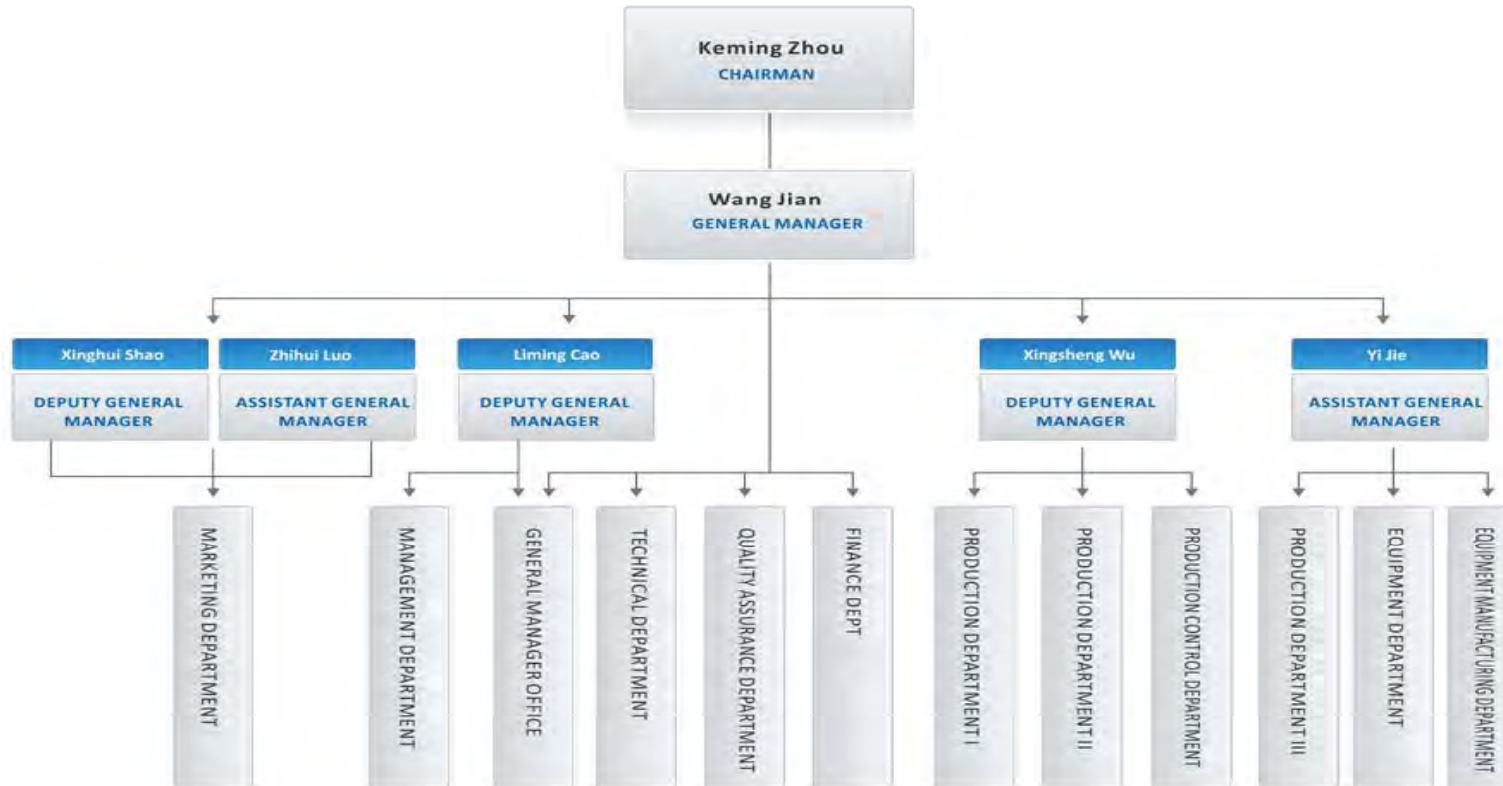 Keming Zhou
CHAIRMAN
Wang Jian
GENERAL MANAGER
Xinghui Shao
DEPUTY GENERAL
MANAGER
Zhihui Luo
ASSISTANT GENERAL
MANAGER
Liming Cao
DEPUTY GENERAL
MANAGER
Xingsheng Wu
DEPUTY GENERAL
MANAGER
Yi Jie
ASSISTANT GENERAL
MANAGER
MARKETING DEPARTMENT
MANAGEMENT DEPARTMENT
GENERAL MANAGER OFFICE
TECHNICAL DEPARTMENT
QUALITY ASSURANCE DEPARTMENT
FINANCE DEPT
PRODUCTION DEPARTMENT I
PRODUCTION DEPARTMENT II
PRODUCTION CONTROL DEPARTMENT
PRODUCTION DEPARTMENT III
EQUIPMENT DEPARTMENT
EQUIPMENT MANUFACTURING DEPARTMENT